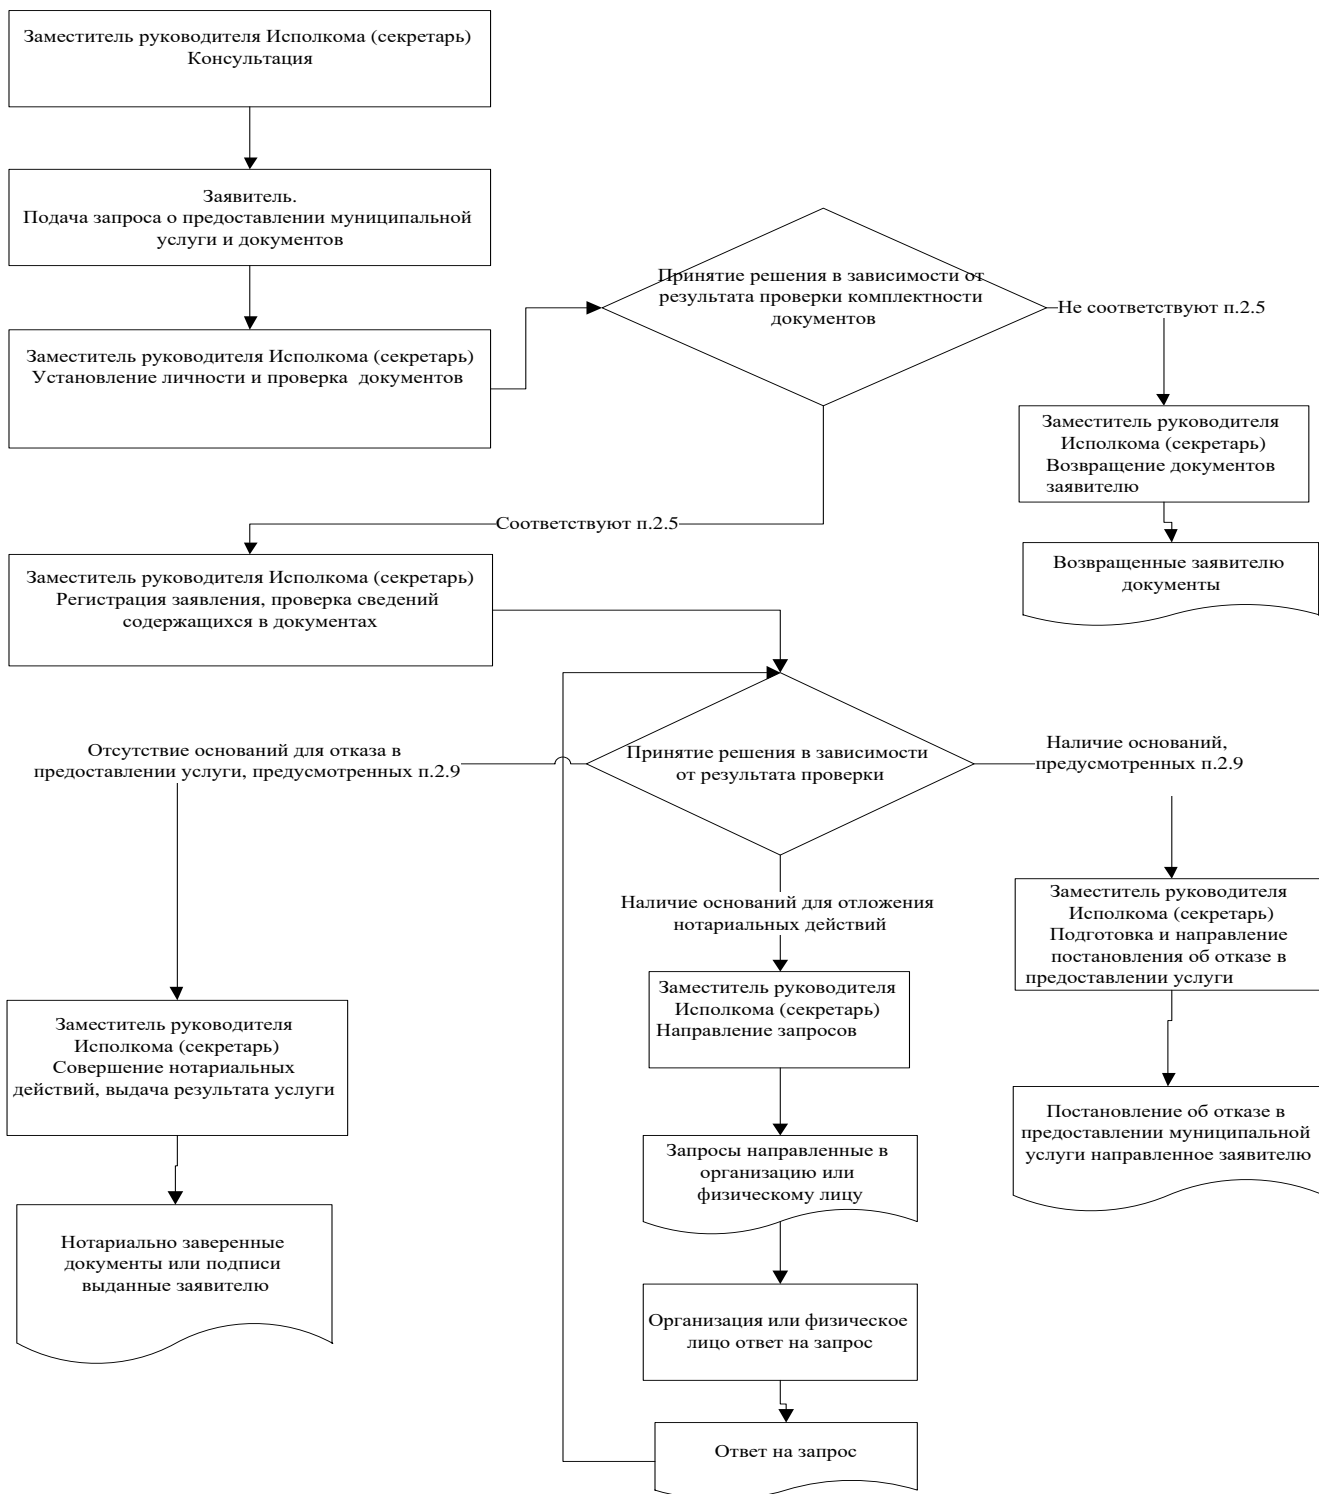 Заместитель руководителя Исполкома (секретарь)
Консультация
Заявитель.
Подача запроса о предоставлении муниципальной
услуги и документов
Заместитель руководителя Исполкома (секретарь)
Установление личности и проверка документов
Принятие решения в зависимости от
результата проверки комплектности
документов
Не соответствуют п.2.5
Заместитель руководителя
Исполкома (секретарь)
Возвращение документов
заявителю
Возвращенные заявителю
документы
Соответствуют п.2.5
Заместитель руководителя Исполкома (секретарь)
Регистрация заявления, проверка сведений
содержащихся в документах
Принятие решения в зависимости
от результата проверки
Отсутствие оснований для отказа в
предоставлении услуги, предусмотренных п.2.9
Наличие оснований,
предусмотренных п.2.9
Наличие оснований для отложения
нотариальных действий
Заместитель руководителя
Исполкома (секретарь)
Совершение нотариальных
действий, выдача результата услуги
Нотариально заверенные
документы или подписи
выданные заявителю
Заместитель руководителя
Исполкома (секретарь)
Направление запросов
Запросы направленные в
организацию или
физическому лицу
Организация или физическое
лицо ответ на запрос
Ответ на запрос
Заместитель руководителя
Исполкома (секретарь)
Подготовка и направление
постановления об отказе в
предоставлении услуги
Постановление об отказе в
предоставлении муниципальной
услуги направленное заявителю